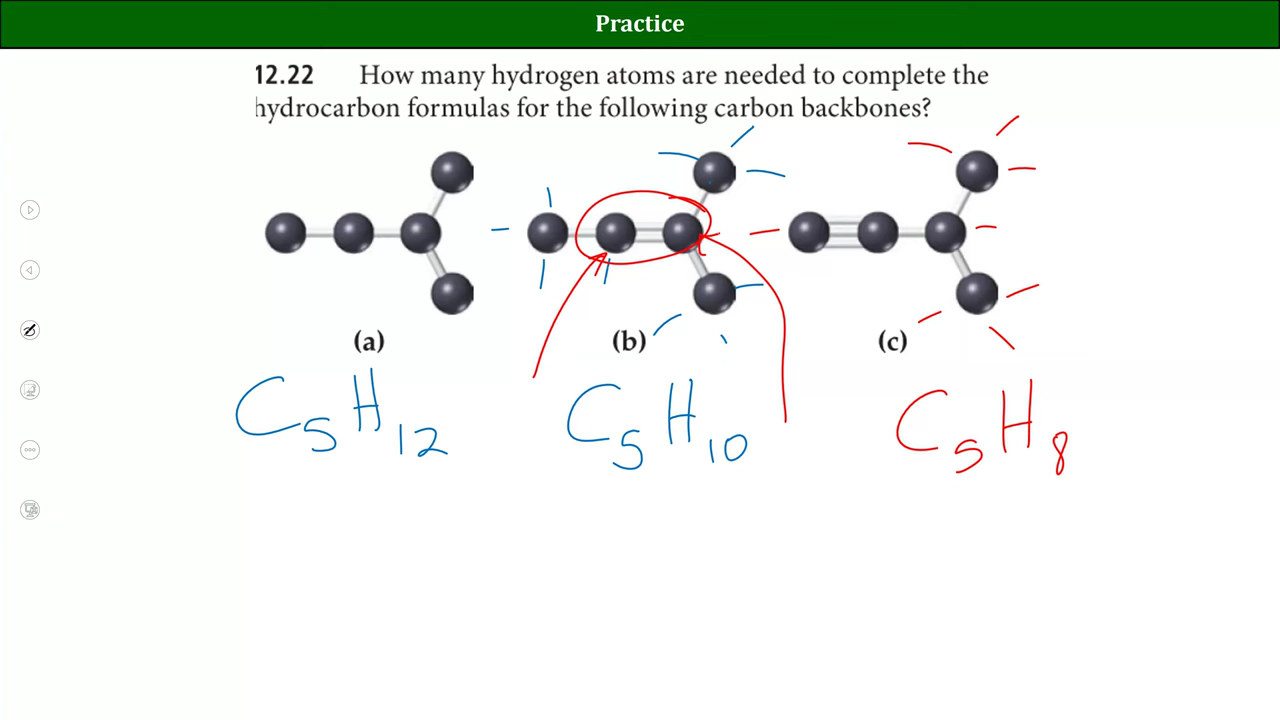 Practice
12.22 How many hydrogen atoms are needed to complete the
hydrocarbon formulas for the following carbon backbones?
(a) (b) (c)
C5H12 C5H10 C5H8